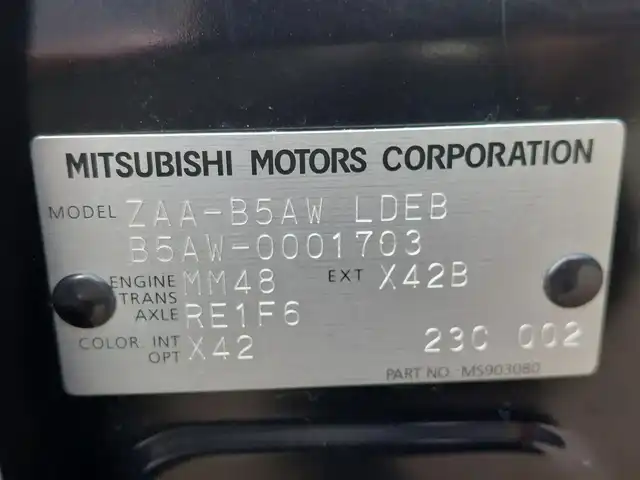 MITSUBISHI MOTORS CORPORATION
MODEL ZAA-B5AW LDEB
B5AW-0001703
ENGINE MM48 EXT X42B
TRANS
AXLE RE1F6
COLOR INT X42 23C 002
OPT
PART NO. MS903080